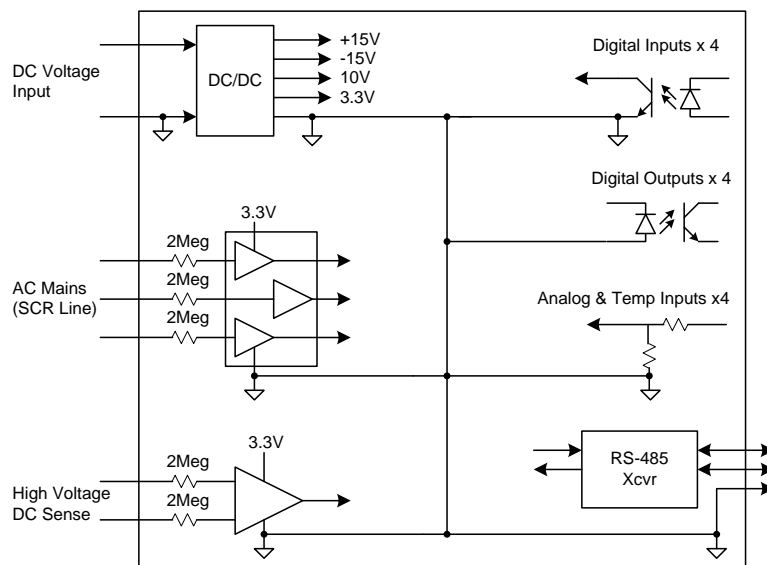 DC Voltage
Input
DC/DC
+15V
-15V
10V
3.3V
Digital Inputs x 4
Digital Outputs x 4
AC Mains
(SCR Line)
2Meg
2Meg
2Meg
3.3V
Analog & Temp Inputs x4
High Voltage
DC Sense
2Meg
2Meg
3.3V
RS-485
Xcvr